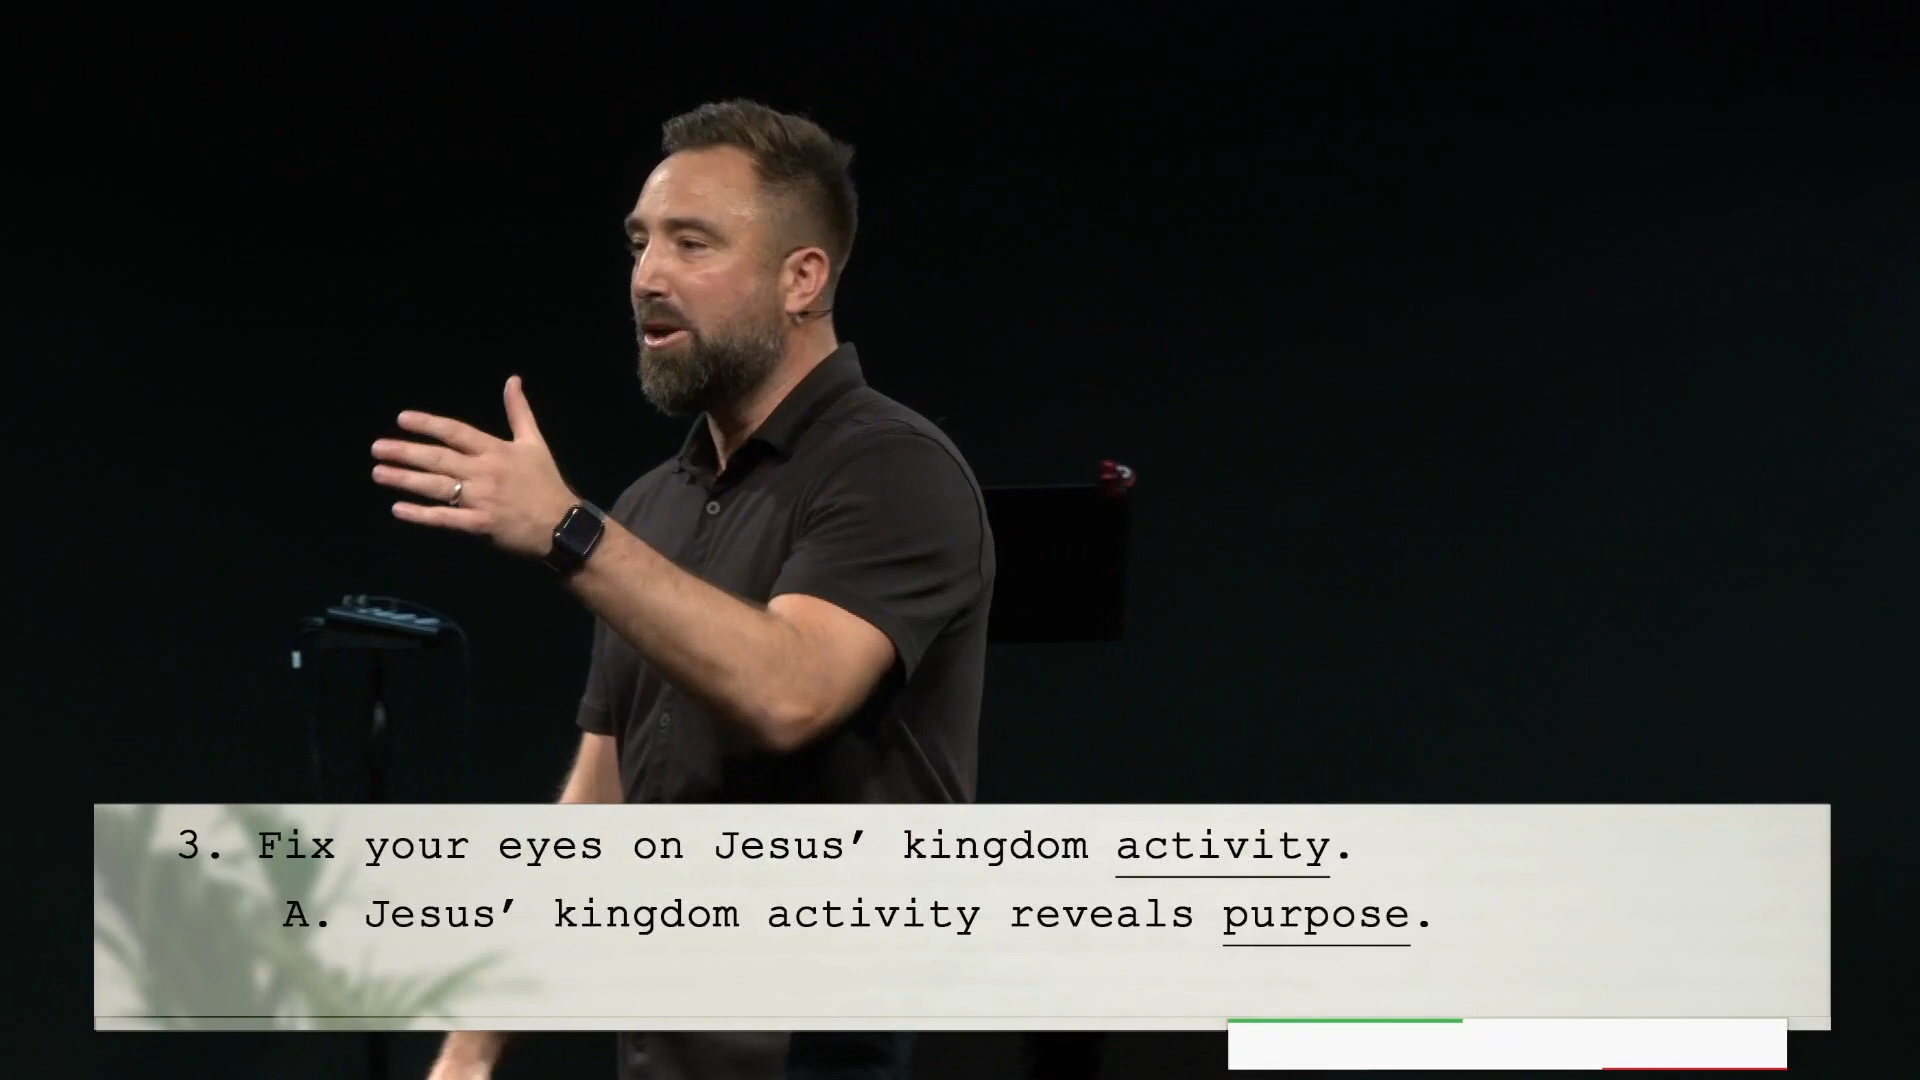 3. Fix your eyes on Jesus’ kingdom activity.
A. Jesus’ kingdom activity reveals purpose.